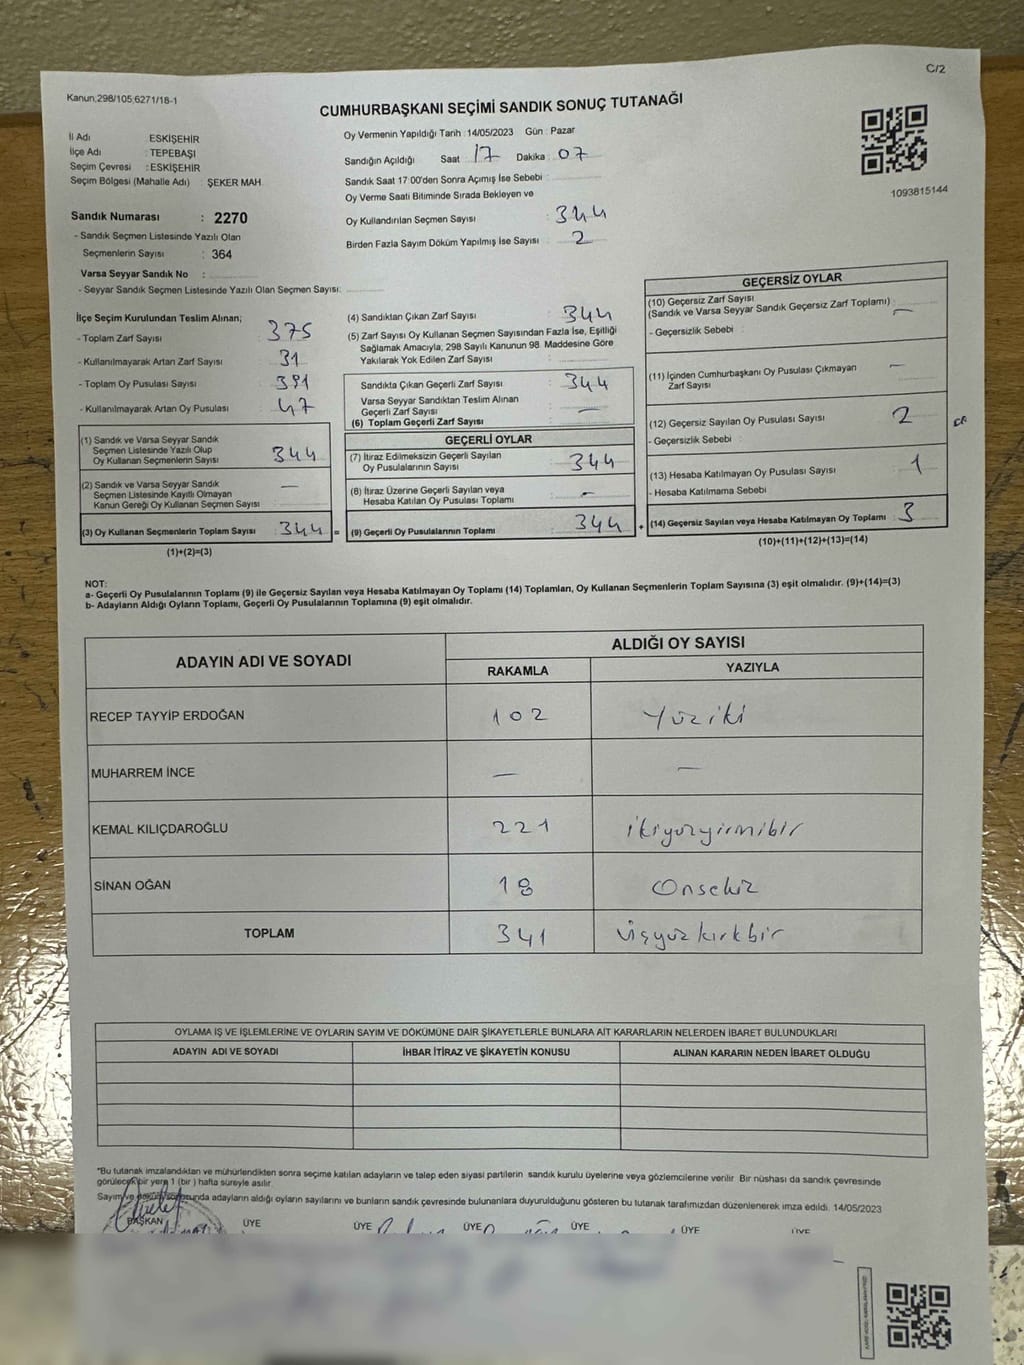 C/2
Kanun,298/105;6271/18-1
CUMHURBAŞKANI SEÇİMİ SANDIK SONUÇ TUTANAĞI
İl Adı ESKİŞEHİR
İlçe Adı : TEPEBAŞI
Seçim Çevresi : ESKİŞEHİR
Seçim Bölgesi (Mahalle Adı) : ŞEKER MAH.
Sandık Numarası : 2270
- Sandık Seçmen Listesinde Yazılı Olan
Seçmenlerin Sayısı : 364
Varsa Seyyar Sandık No :
- Seyyar Sandık Seçmen Listesinde Yazılı Olan Seçmen Sayısı:
Oy Vermenin Yapıldığı Tarih : 14/05/2023 Gün : Pazar
Sandığın Açıldığı Saat 17 Dakika : 07
Sandık Saat 17:00'den Sonra Açımış İse Sebebi :
Oy Verme Saati Bitiminde Sırada Bekleyen ve
Oy Kullandırılan Seçmen Sayısı : 344
Birden Fazla Sayım Döküm Yapılmış İse Sayısı : 2
1093815144
İlçe Seçim Kurulundan Teslim Alınan;
- Toplam Zarf Sayısı : 375
- Kullanılmayarak Artan Zarf Sayısı : 31
- Toplam Oy Pusulası Sayısı : 391
- Kullanılmayarak Artan Oy Pusulası : 47
(1) Sandık ve Varsa Seyyar Sandık
Seçmen Listesinde Yazılı Olup
Oy Kullanan Seçmenlerin Sayısı : 344
(2) Sandık ve Varsa Seyyar Sandık
Seçmen Listesinde Kayıtlı Olmayan
Kanun Gereği Oy Kullanan Seçmen Sayısı : —
(3) Oy Kullanan Seçmenlerin Toplam Sayısı : 344 =
(1)+(2)=(3)
(4) Sandıktan Çıkan Zarf Sayısı : 344
(5) Zarf Sayısı Oy Kullanan Seçmen Sayısından Fazla İse, Eşitliği
Sağlamak Amacıyla, 298 Sayılı Kanunun 98. Maddesine Göre
Yakılarak Yok Edilen Zarf Sayısı :
Sandıkta Çıkan Geçerli Zarf Sayısı : 344
Varsa Seyyar Sandıktan Teslim Alınan
Geçerli Zarf Sayısı : —
(6) Toplam Geçerli Zarf Sayısı :
GEÇERLİ OYLAR
(7) İtiraz Edilmeksizin Geçerli Sayılan
Oy Pusulalarının Sayısı : 344
(8) İtiraz Üzerine Geçerli Sayılan veya
Hesaba Katılan Oy Pusulası Toplamı : —
(9) Geçerli Oy Pusulalarının Toplamı : 344 +
GEÇERSİZ OYLAR
(10) Geçersiz Zarf Sayısı
(Sandık ve Varsa Seyyar Sandık Geçersiz Zarf Toplamı) : —
- Geçersizlik Sebebi :
(11) İçinden Cumhurbaşkanı Oy Pusulası Çıkmayan
Zarf Sayısı : —
(12) Geçersiz Sayılan Oy Pusulası Sayısı : 2
- Geçersizlik Sebebi :
(13) Hesaba Katılmayan Oy Pusulası Sayısı : 1
- Hesaba Katılmama Sebebi :
(14) Geçersiz Sayılan veya Hesaba Katılmayan Oy Toplamı : 3
(10)+(11)+(12)+(13)=(14)
NOT:
a- Geçerli Oy Pusulalarının Toplamı (9) ile Geçersiz Sayılan veya Hesaba Katılmayan Oy Toplamı (14) Toplamları, Oy Kullanan Seçmenlerin Toplam Sayısına (3) eşit olmalıdır. (9)+(14)=(3)
b- Adayların Aldığı Oyların Toplamı, Geçerli Oy Pusulalarının Toplamına (9) eşit olmalıdır.
ADAYIN ADI VE SOYADI ALDIĞI OY SAYISI
RAKAMLA YAZIYLA
RECEP TAYYİP ERDOĞAN 102 Yüziki
MUHARREM İNCE — —
KEMAL KILIÇDAROĞLU 221 ikiyüzyirmibir
SİNAN OĞAN 18 Onsekiz
TOPLAM 341 üçyüzkırkbir
OYLAMA İŞ VE İŞLEMLERİNE VE OYLARIN SAYIM VE DÖKÜMÜNE DAİR ŞİKAYETLERLE BUNLARA AİT KARARLARIN NELERDEN İBARET BULUNDUKLARI
ADAYIN ADI VE SOYADI İHBAR İTİRAZ VE ŞİKAYETİN KONUSU ALINAN KARARIN NEDEN İBARET OLDUĞU
*Bu tutanak imzalandıktan ve mühürlendikten sonra seçime katılan adayların ve talep eden siyasi partilerin sandık kurulu üyelerine veya gözlemcilerine verilir. Bir nüshası da sandık çevresinde
görülecek bir yere 1 (bir ) hafta süreyle asılır.
Sayım ve döküm sonucunda adayların aldığı oyların sayılarını ve bunların sandık çevresinde bulunanlara duyurulduğunu gösteren bu tutanak tarafımızdan düzenlenerek imza edildi. 14/05/2023
BAŞKAN ÜYE ÜYE ÜYE ÜYE ÜYE ÜYE